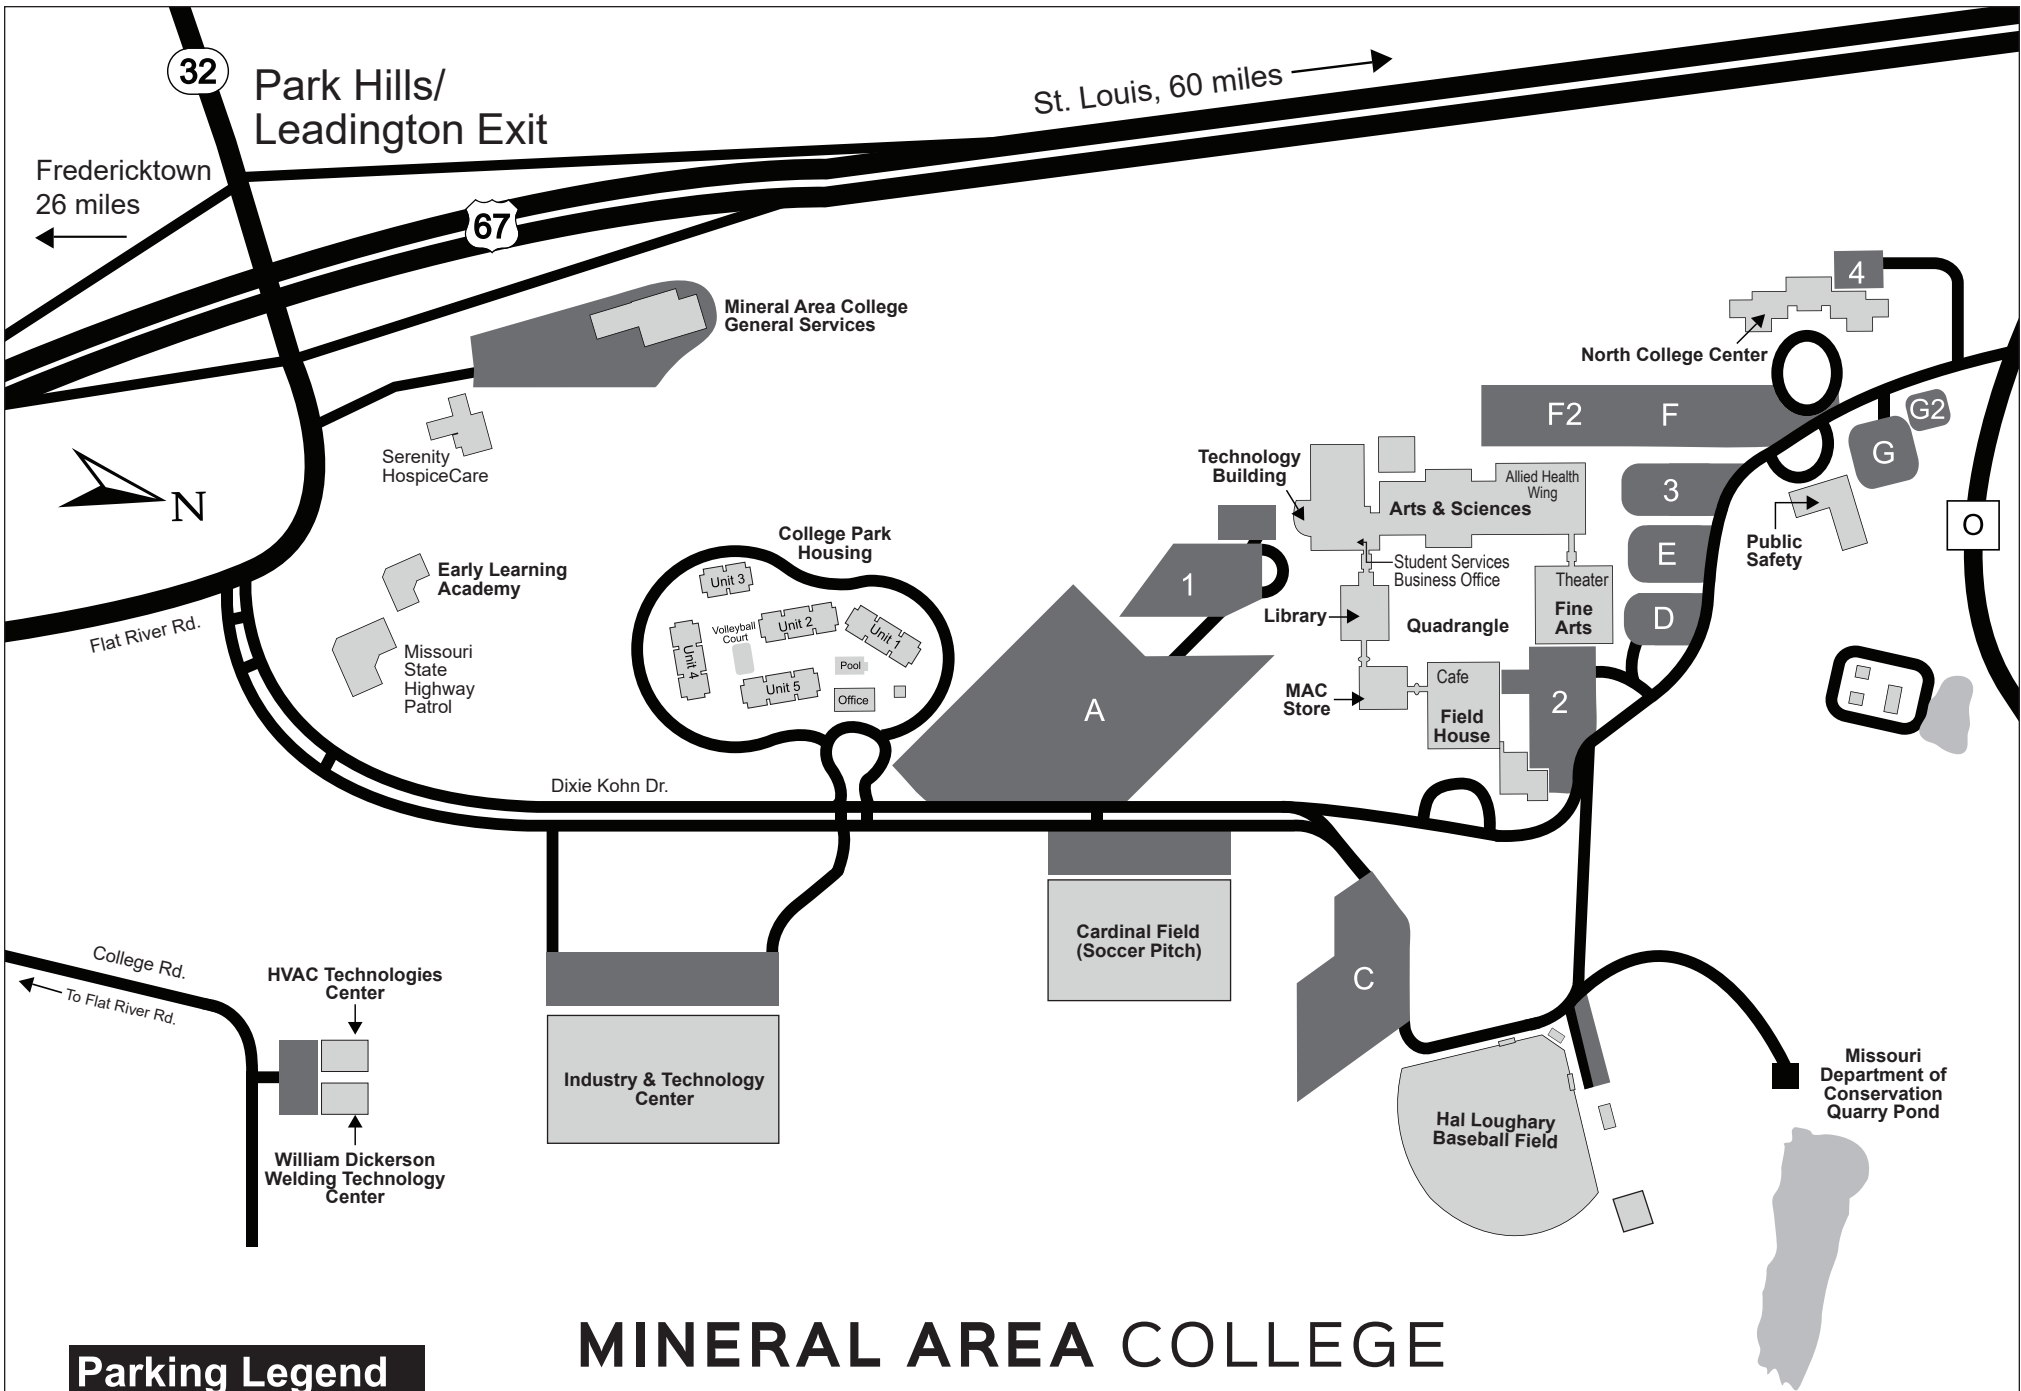 32
Park Hills/
Leadington Exit
St. Louis, 60 miles
Fredericktown
26 miles
67
Mineral Area College
General Services
4
North College Center
F2
F
G2
G
Serenity
HospiceCare
N
Technology
Building
Allied Health
Wing
Arts & Sciences
3
O
Public
Safety
College Park
Housing
Early Learning
Academy
Student Services
Business Office
E
1
Theater
Fine
Arts
D
Library
Quadrangle
Unit 3
Unit 2
Unit 1
Volleyball
Court
Unit 4
Pool
Unit 5
Office
Flat River Rd.
Missouri
State
Highway
Patrol
A
MAC
Store
Cafe
Field
House
2
Dixie Kohn Dr.
Cardinal Field
(Soccer Pitch)
C
College Rd.
To Flat River Rd.
HVAC Technologies
Center
Industry & Technology
Center
Missouri
Department of
Conservation
Quarry Pond
Hal Loughary
Baseball Field
William Dickerson
Welding Technology
Center
MINERAL AREA COLLEGE
Parking Legend